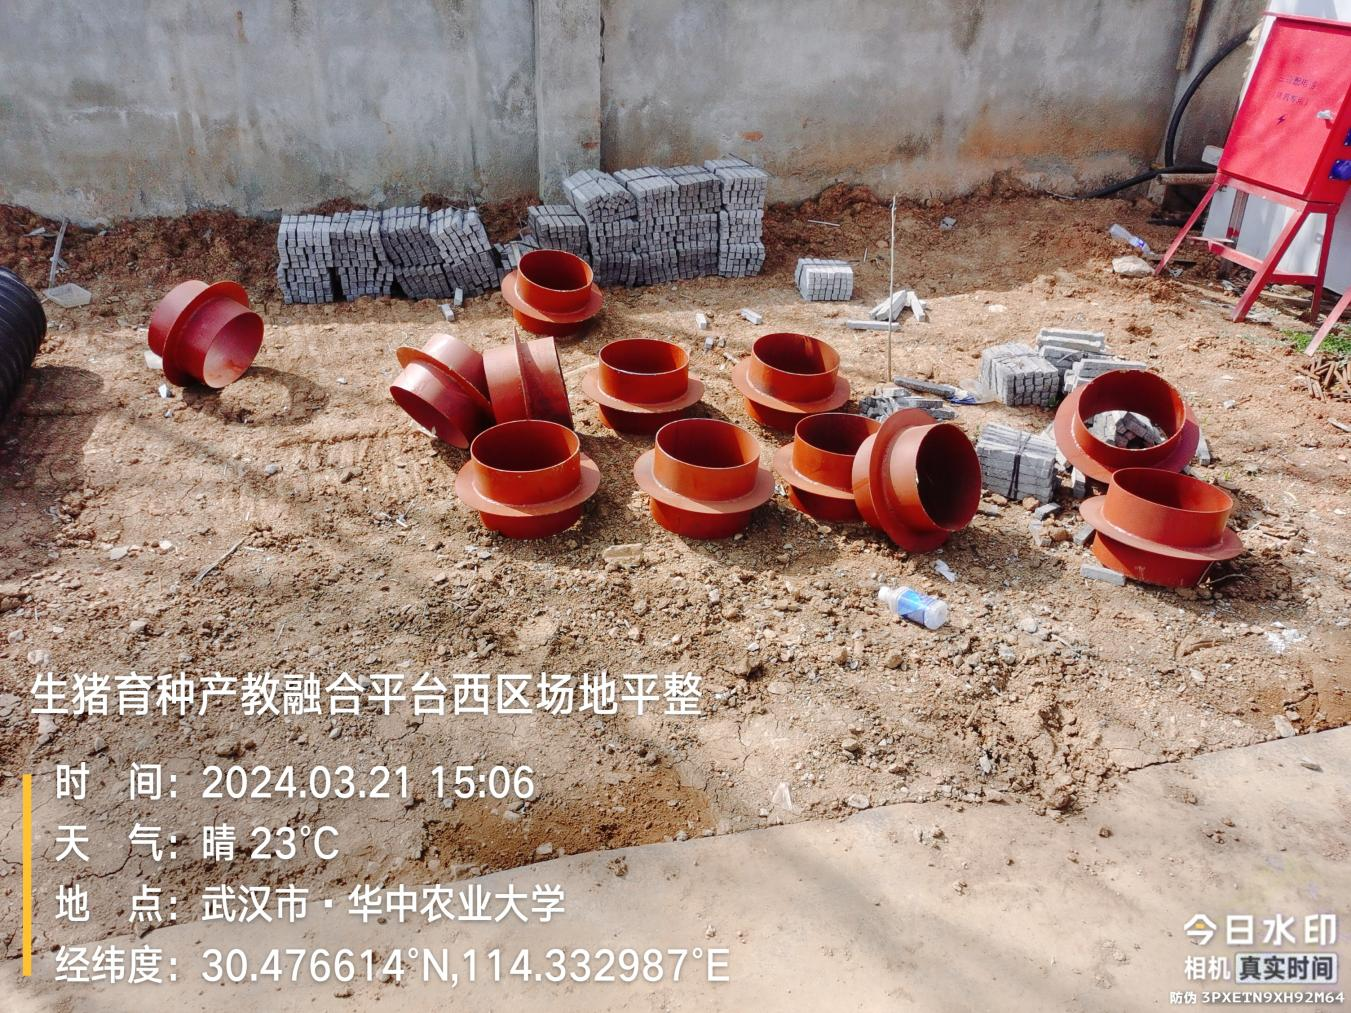 生猪育种产教融合平台西区场地平整
时 间: 2024.03.21 15:06
天 气: 晴 23°C
地 点: 武汉市·华中农业大学
经纬度: 30.476614°N,114.332987°E
今日水印
相机 真实时间
防伪 3PXETN9XH92M64